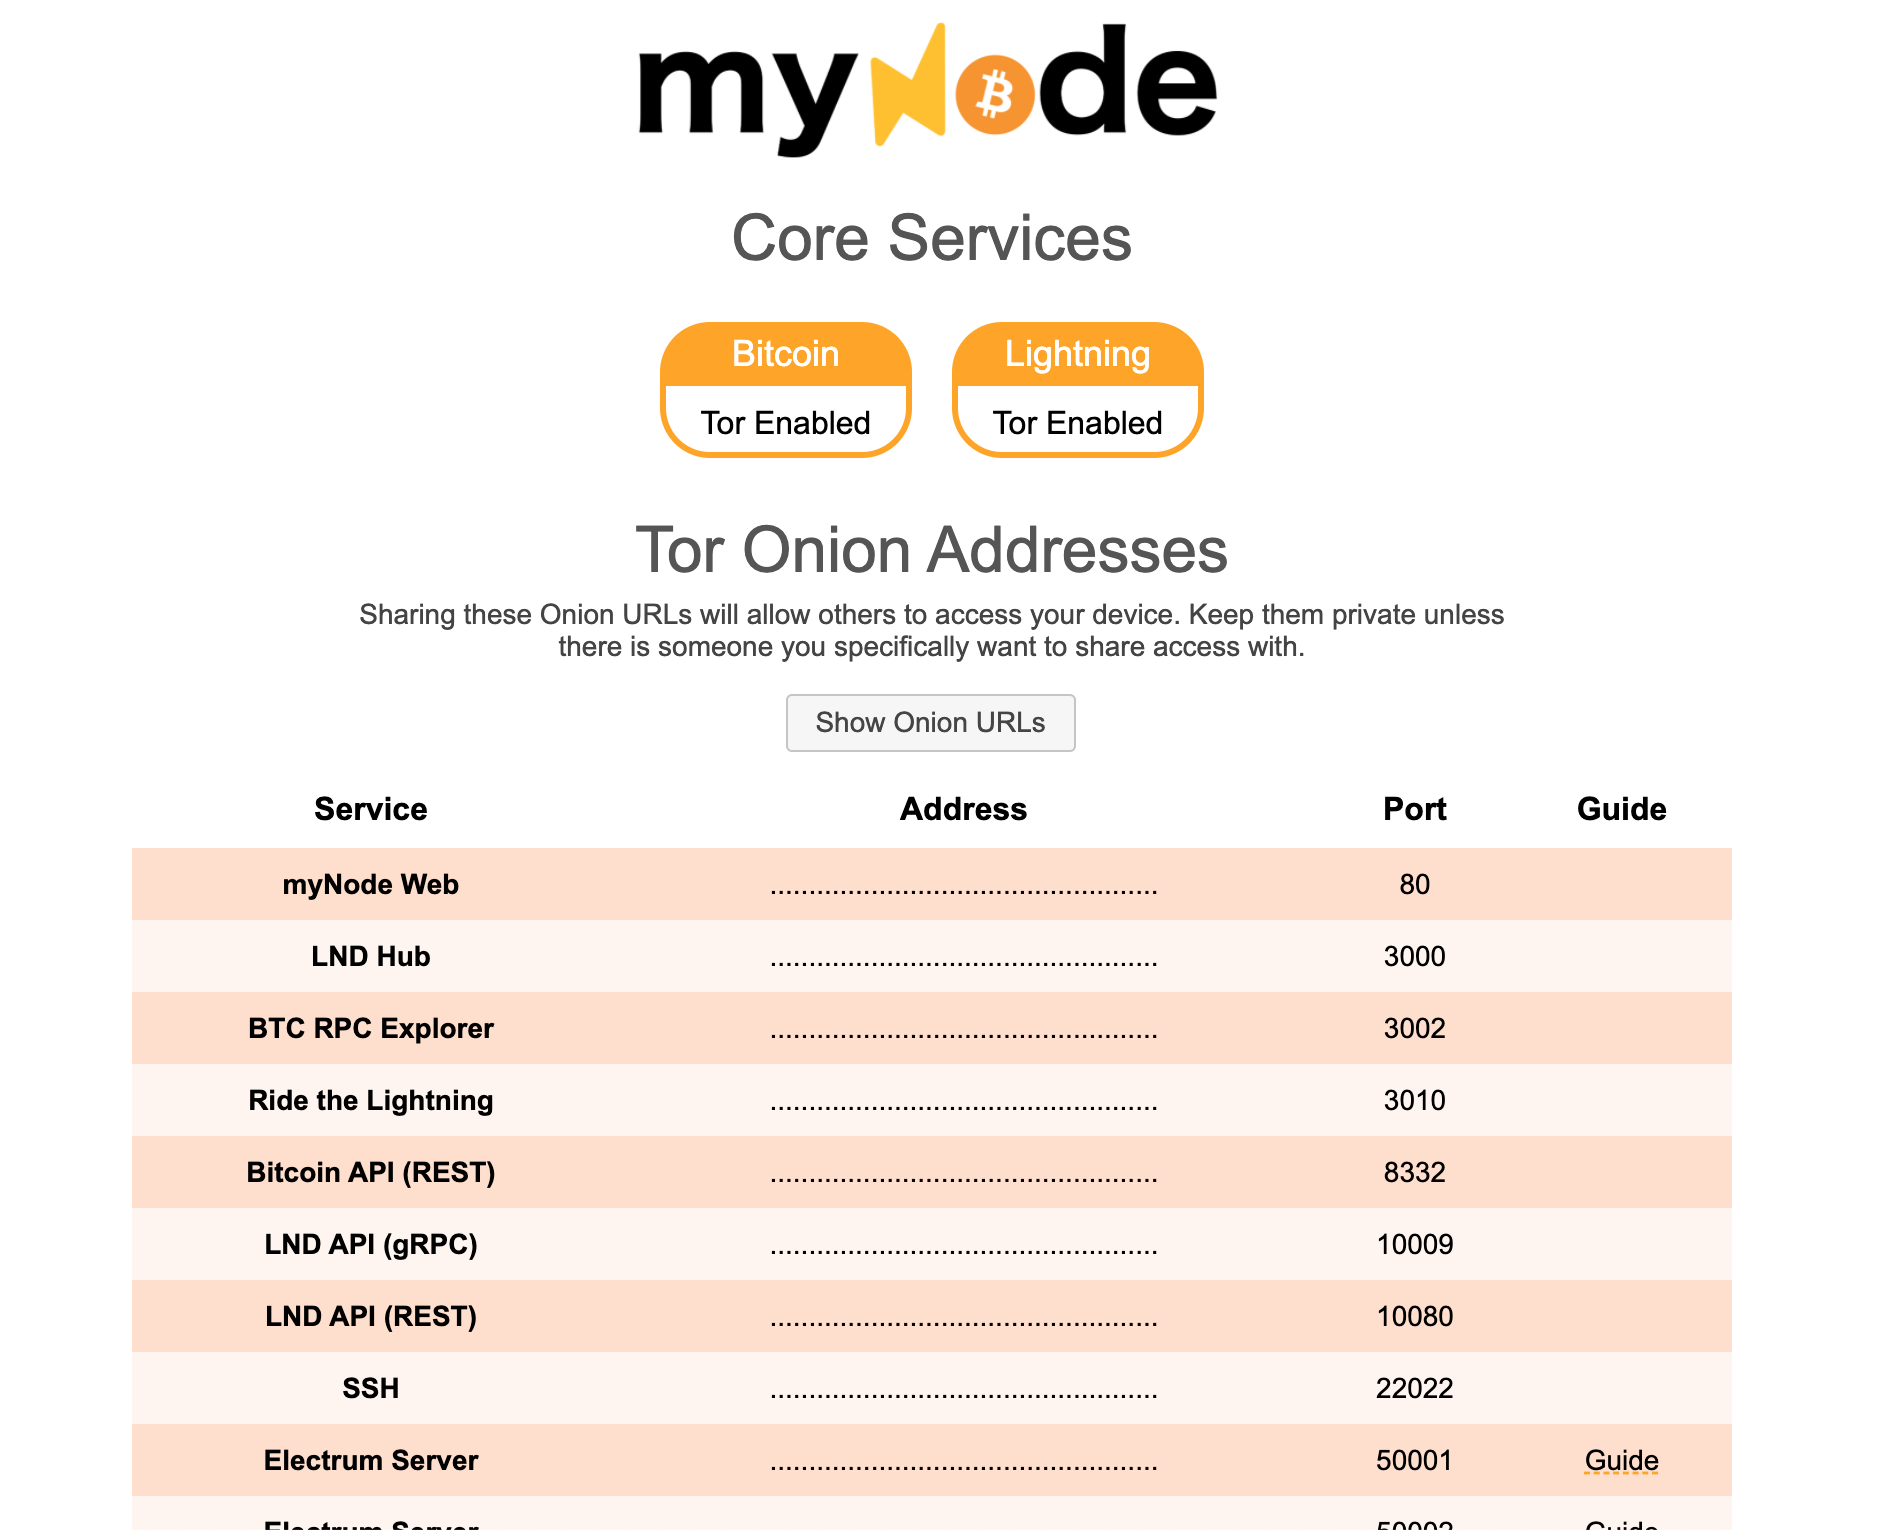 myNode
Core Services
Bitcoin Lightning
Tor Enabled Tor Enabled
Tor Onion Addresses
Sharing these Onion URLs will allow others to access your device. Keep them private unless
there is someone you specifically want to share access with.
Show Onion URLs
Service Address Port Guide
myNode Web .................................................. 80
LND Hub .................................................. 3000
BTC RPC Explorer .................................................. 3002
Ride the Lightning .................................................. 3010
Bitcoin API (REST) .................................................. 8332
LND API (gRPC) .................................................. 10009
LND API (REST) .................................................. 10080
SSH .................................................. 22022
Electrum Server .................................................. 50001 Guide
Electrum Server 50002 Guide